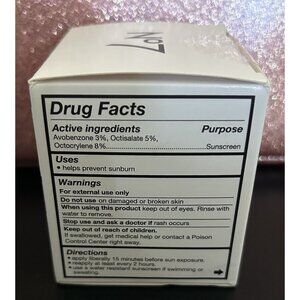 No7
Drug Facts
Active ingredients Purpose
Avobenzone 3%, Octisalate 5%,
Octocrylene 8% Sunscreen
Uses
• helps prevent sunburn
Warnings
For external use only
Do not use on damaged or broken skin
When using this product keep out of eyes. Rinse with
water to remove.
Stop use and ask a doctor if rash occurs
Keep out of reach of children.
If swallowed, get medical help or contact a Poison
Control Center right away.
Directions
• apply liberally 15 minutes before sun exposure.
• reapply at least every 2 hours.
• use a water resistant sunscreen if swimming or
sweating.